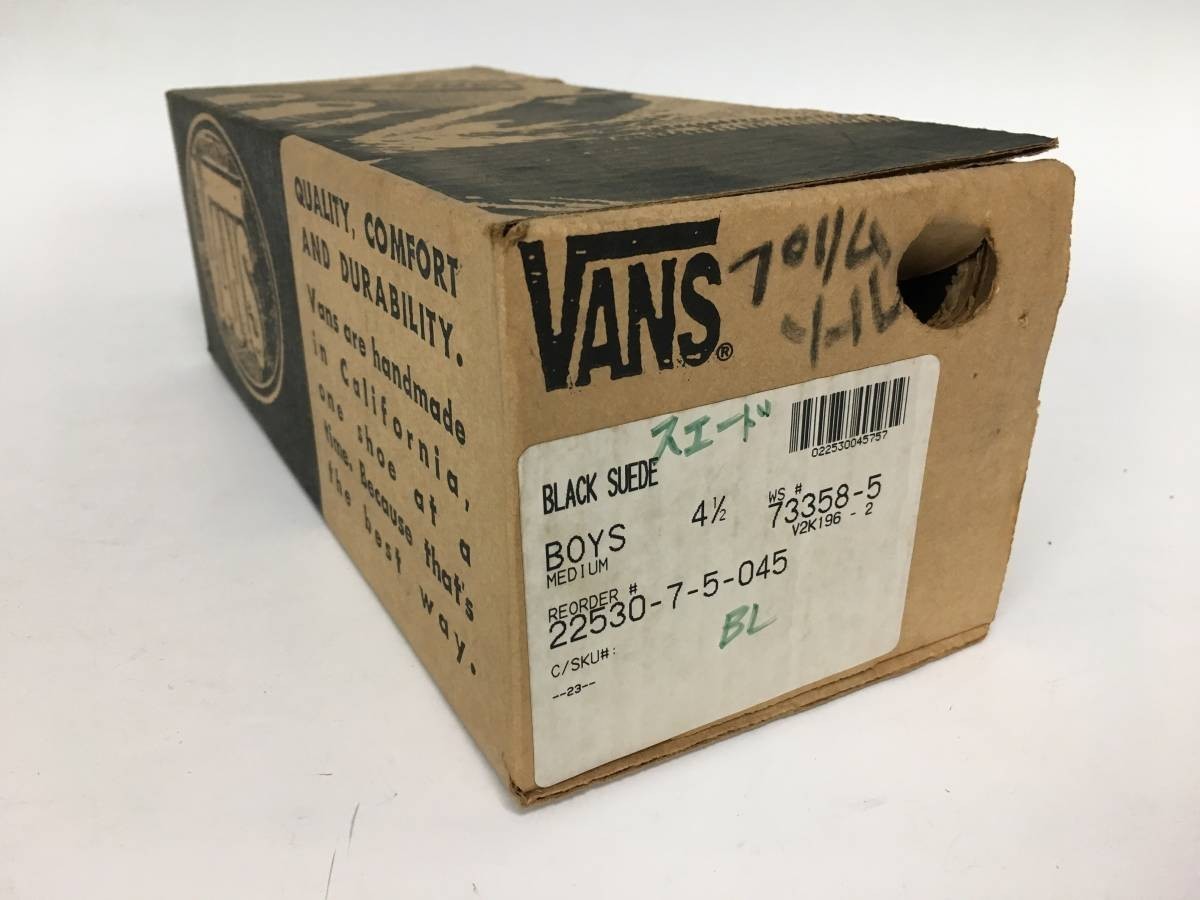 QUALITY, COMFORT
AND DURABILITY.
Vans are handmade
in California,
one shoe at a
time. Because that's
the best way.
VANS®
スエード
022530045757
BLACK SUEDE
BOYS 4½
MEDIUM
WS #
73358-5
V2K196 - 2
REORDER #
22530-7-5-045
BL
C/SKU#:
--23--